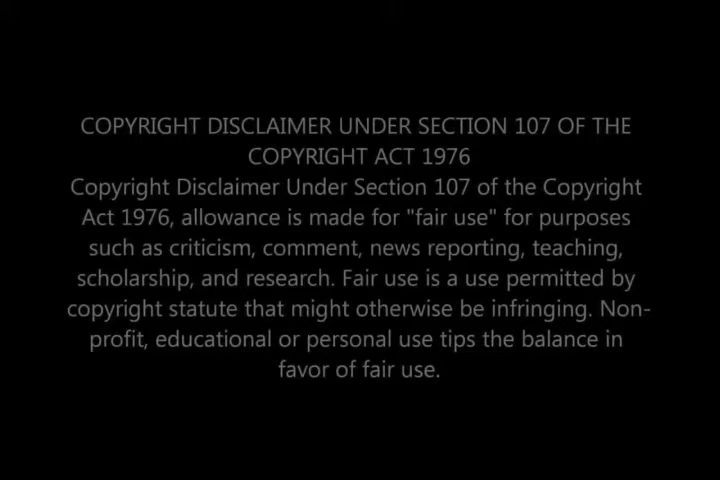 COPYRIGHT DISCLAIMER UNDER SECTION 107 OF THE
COPYRIGHT ACT 1976
Copyright Disclaimer Under Section 107 of the Copyright
Act 1976, allowance is made for "fair use" for purposes
such as criticism, comment, news reporting, teaching,
scholarship, and research. Fair use is a use permitted by
copyright statute that might otherwise be infringing. Non-
profit, educational or personal use tips the balance in
favor of fair use.